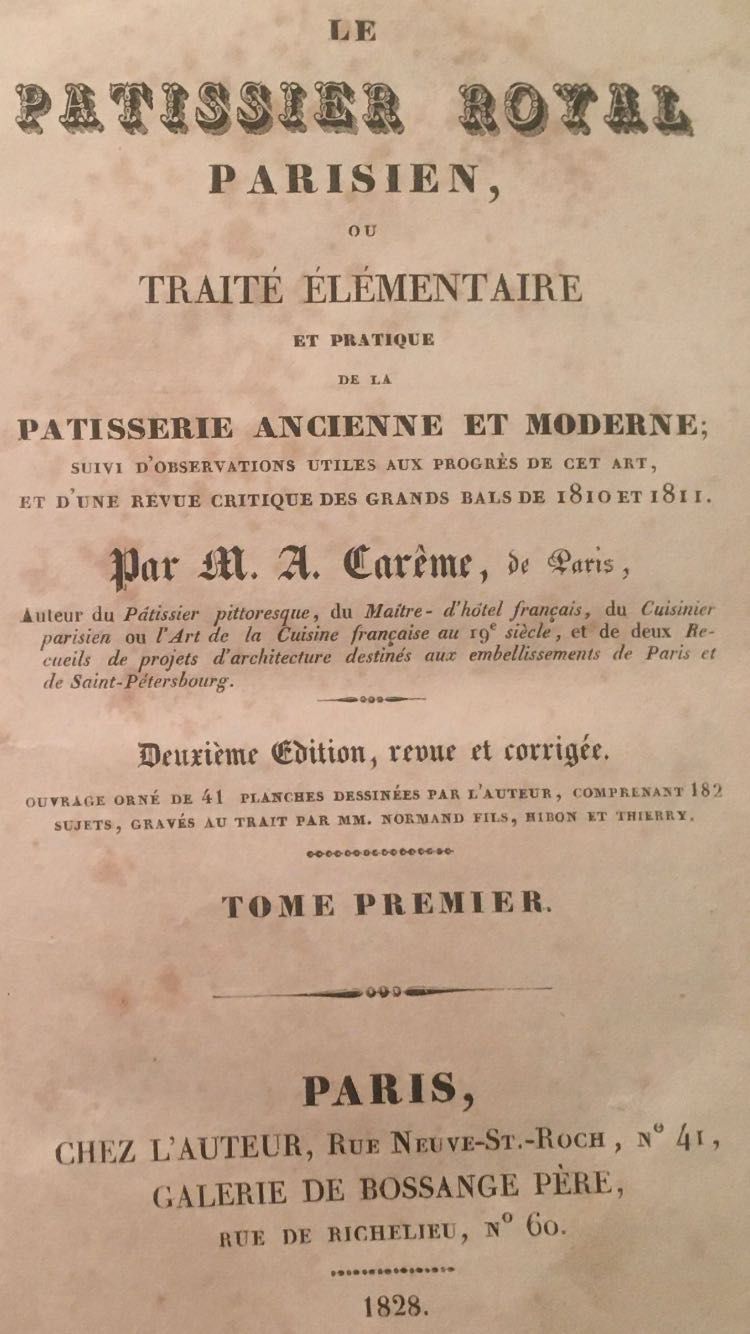 LE
PATISSIER ROYAL
PARISIEN,
OU
TRAITÉ ÉLÉMENTAIRE
ET PRATIQUE
DE LA
PATISSERIE ANCIENNE ET MODERNE;
SUIVI D'OBSERVATIONS UTILES AUX PROGRÈS DE CET ART,
ET D'UNE REVUE CRITIQUE DES GRANDS BALS DE 1810 ET 1811.
Par M. A. Carême, de Paris,
Auteur du Pâtissier pittoresque, du Maître-d'hôtel français, du Cuisinier
parisien ou l'Art de la Cuisine française au 19e siècle, et de deux Re-
cueils de projets d'architecture destinés aux embellissements de Paris et
de Saint-Pétersbourg.
Deuxième Edition, revue et corrigée.
OUVRAGE ORNÉ DE 41 PLANCHES DESSINÉES PAR L'AUTEUR, COMPRENANT 182
SUJETS, GRAVÉS AU TRAIT PAR MM. NORMAND FILS, HIBON ET THIERRY.
TOME PREMIER.
PARIS,
CHEZ L'AUTEUR, RUE NEUVE-ST.-ROCH, No 41,
GALERIE DE BOSSANGE PÈRE,
RUE DE RICHELIEU, No 60.
1828.